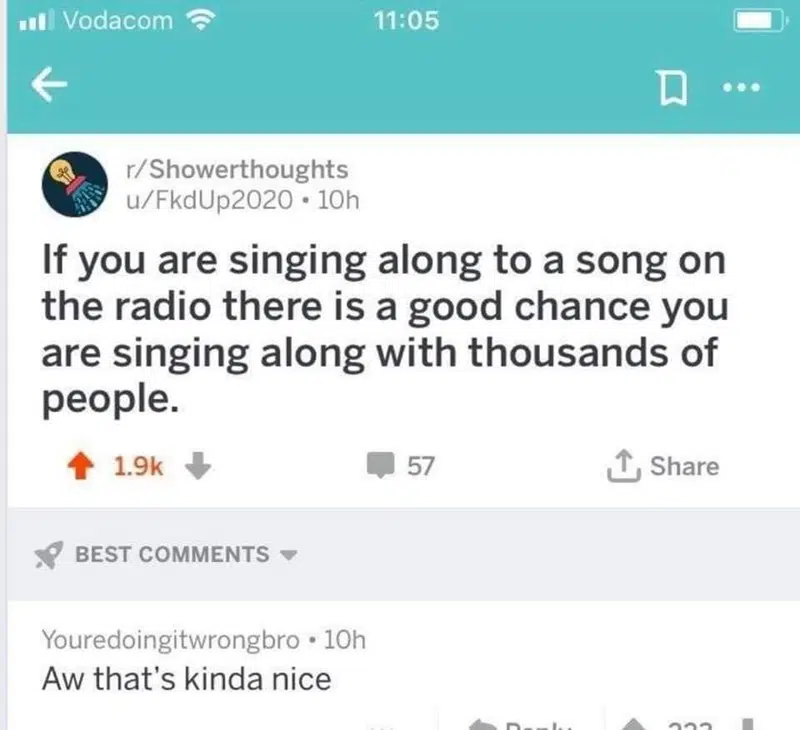 Vodacom 11:05
r/Showerthoughts
u/FkdUp2020 • 10h
If you are singing along to a song on
the radio there is a good chance you
are singing along with thousands of
people.
1.9k 57 Share
BEST COMMENTS
Youredoingitwrongbro • 10h
Aw that's kinda nice
Reply